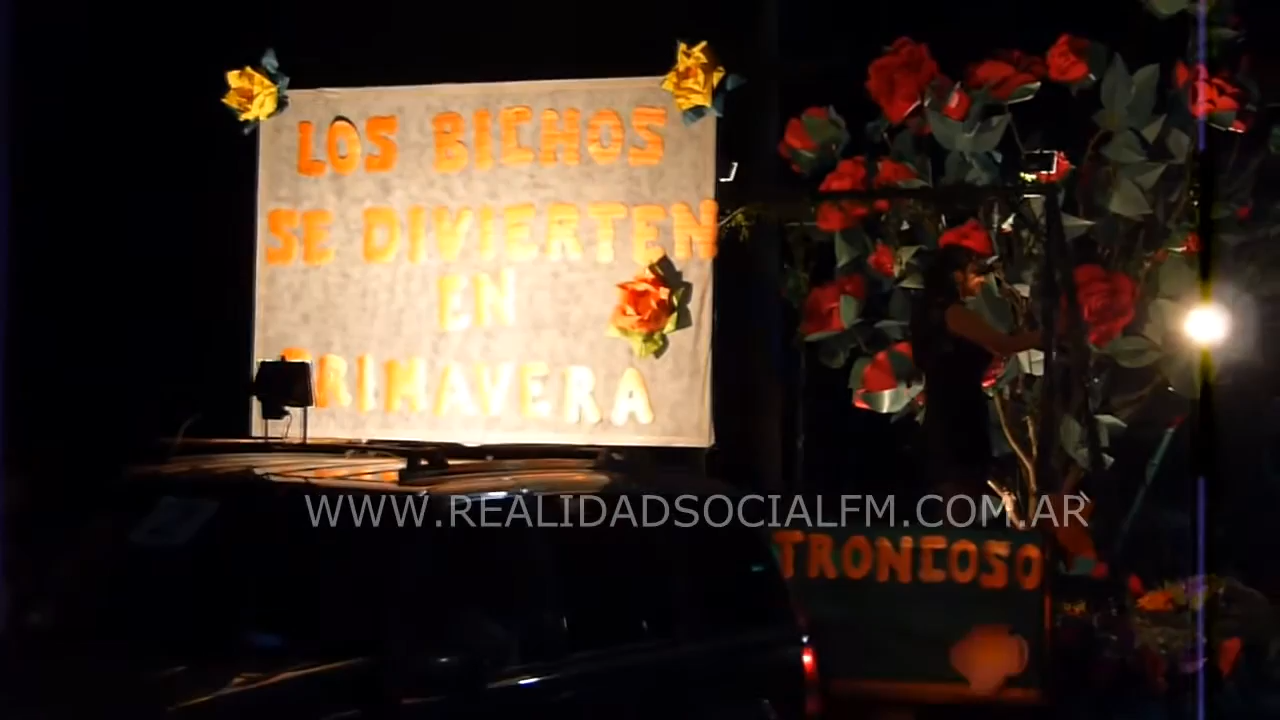 LOS BICHOS
SE DIVIERTEN
EN
PRIMAVERA
WWW.REALIDADSOCIALFM.COM.AR
TRONCOSO